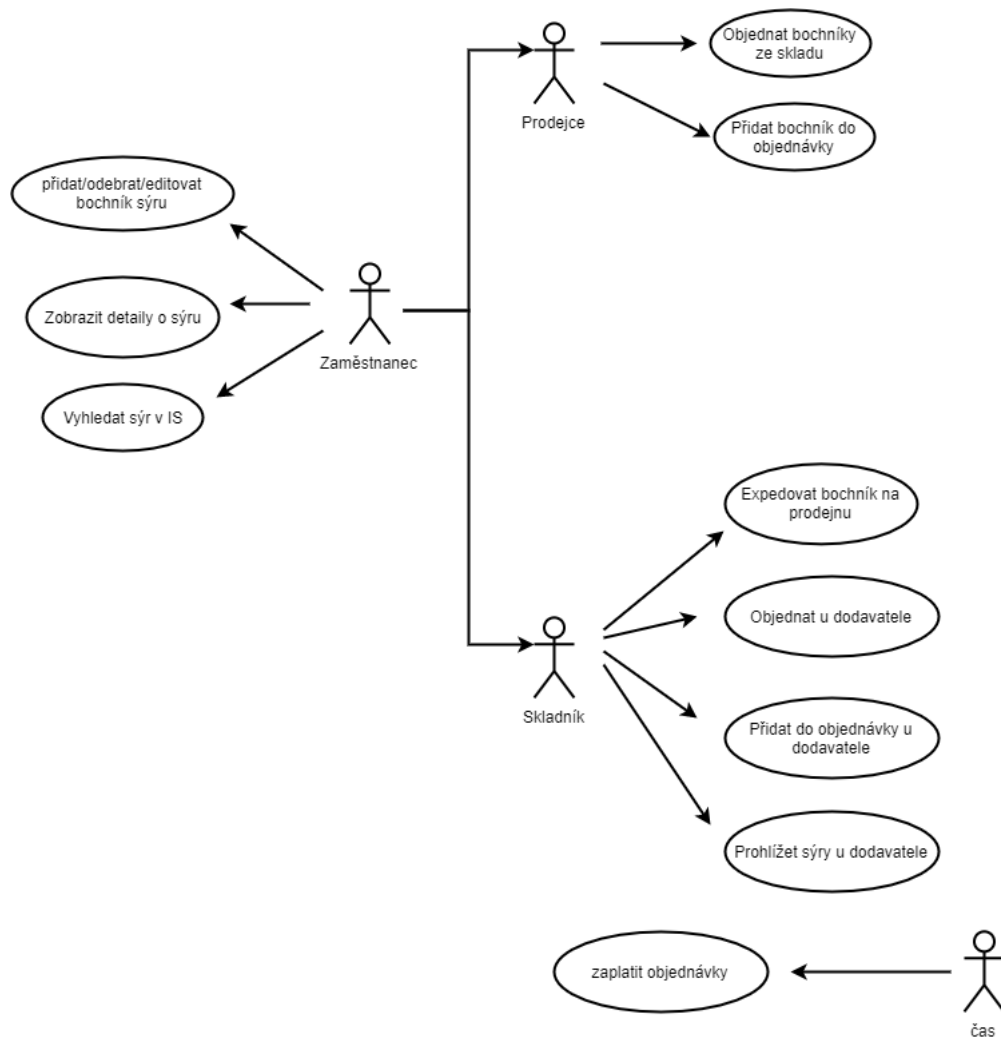 Objednat bochníky
ze skladu
Prodejce
Přidat bochník do
objednávky
přidat/odebrat/editovat
bochník sýru
Zobrazit detaily o sýru
Zaměstnanec
Vyhledat sýr v IS
Expedovat bochník na
prodejnu
Objednat u dodavatele
Skladník
Přidat do objednávky u
dodavatele
Prohlížet sýry u dodavatele
zaplatit objednávky
čas